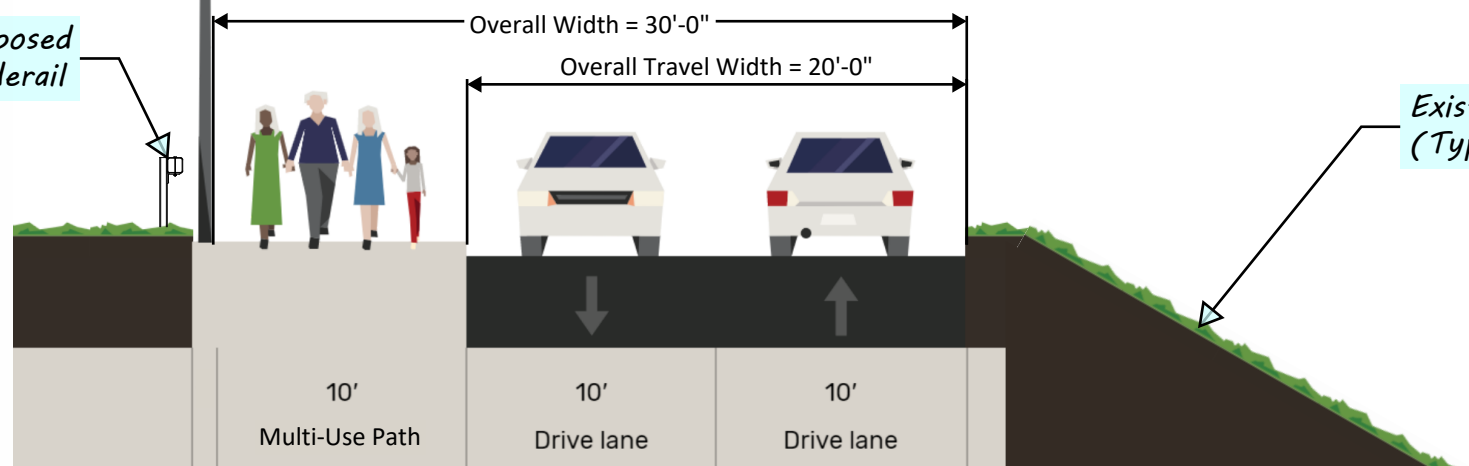 Overall Width = 30'-0"
Overall Travel Width = 20'-0"
10'
Multi-Use Path
10'
Drive lane
10'
Drive lane